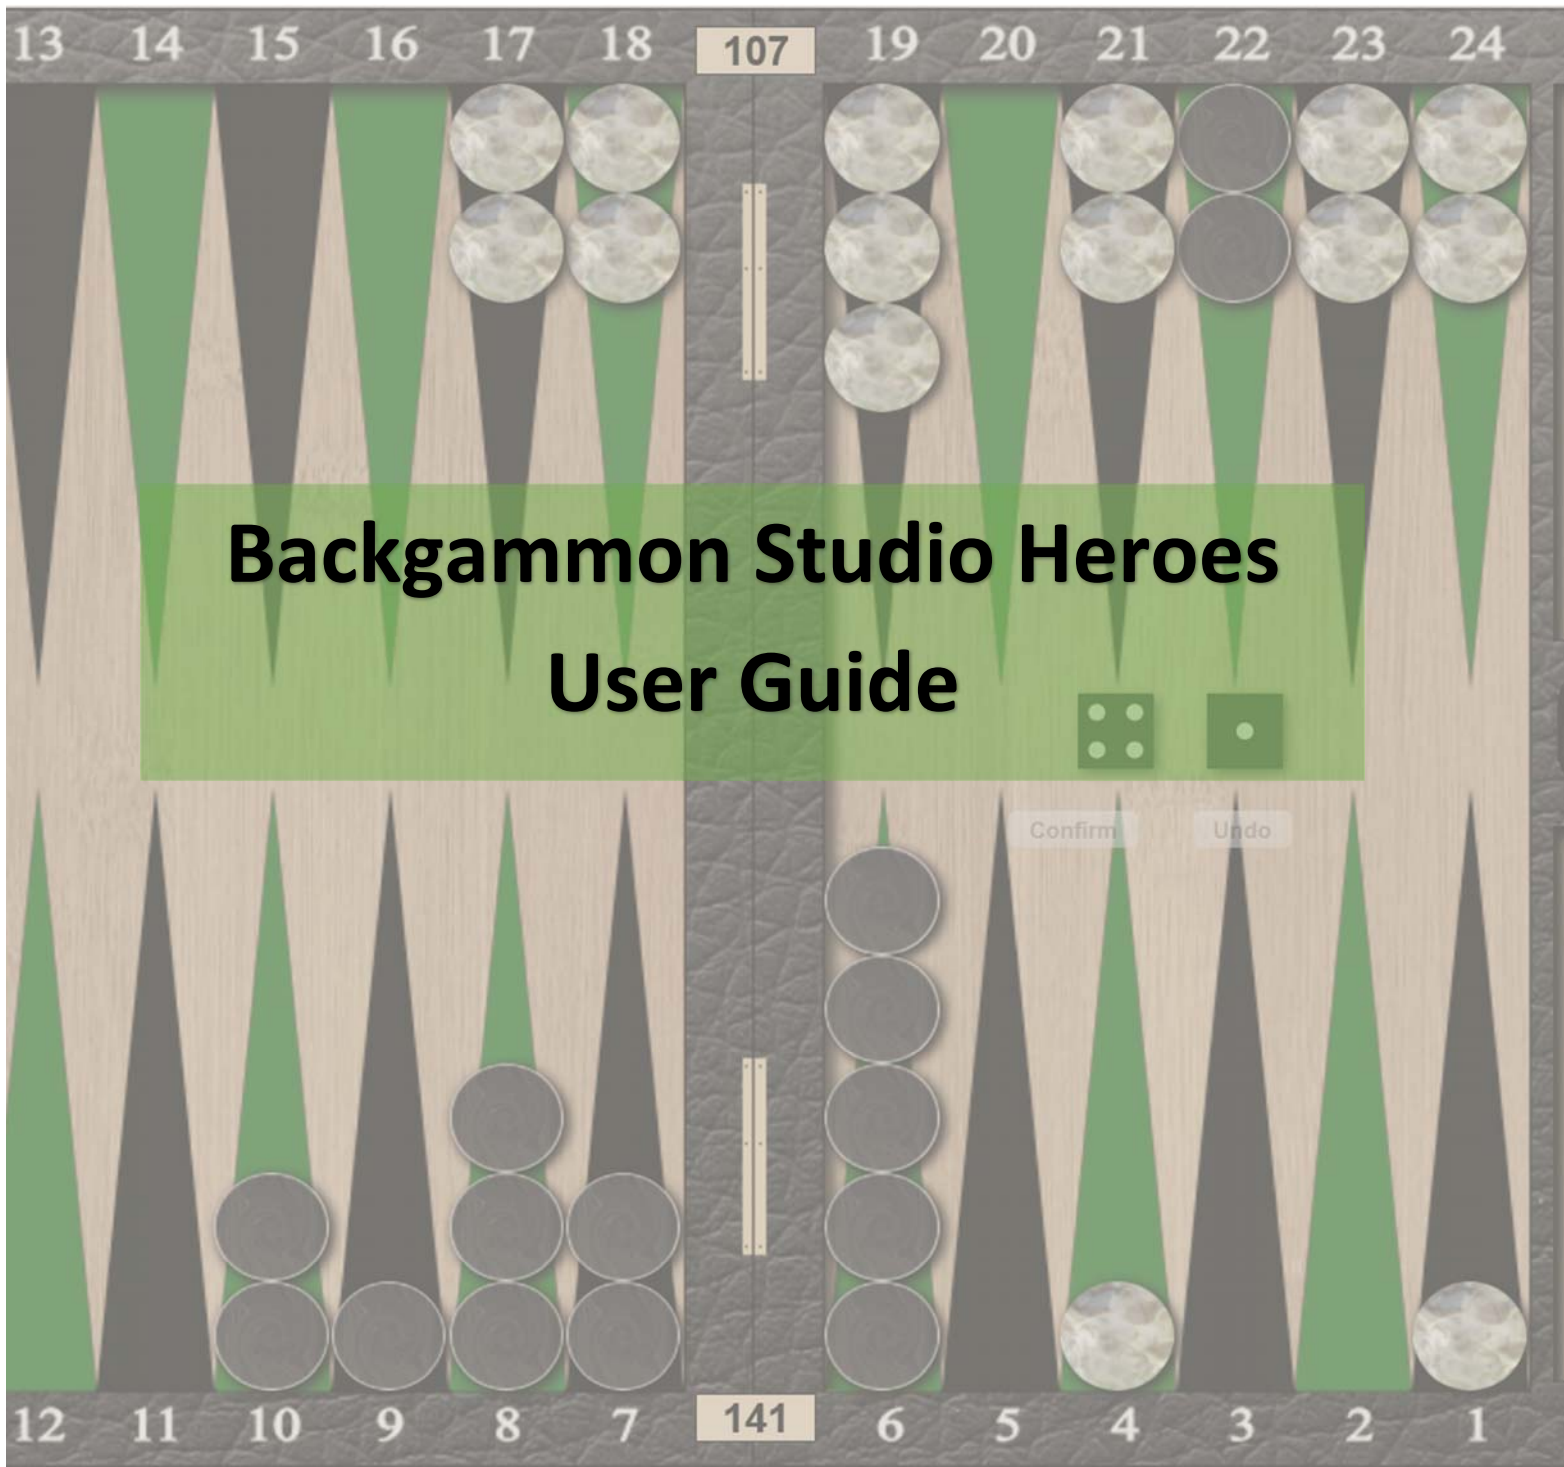 13 14 15 16 17 18 107 19 20 21 22 23 24
Backgammon Studio Heroes
User Guide
Confirm Undo
12 11 10 9 8 7 141 6 5 4 3 2 1